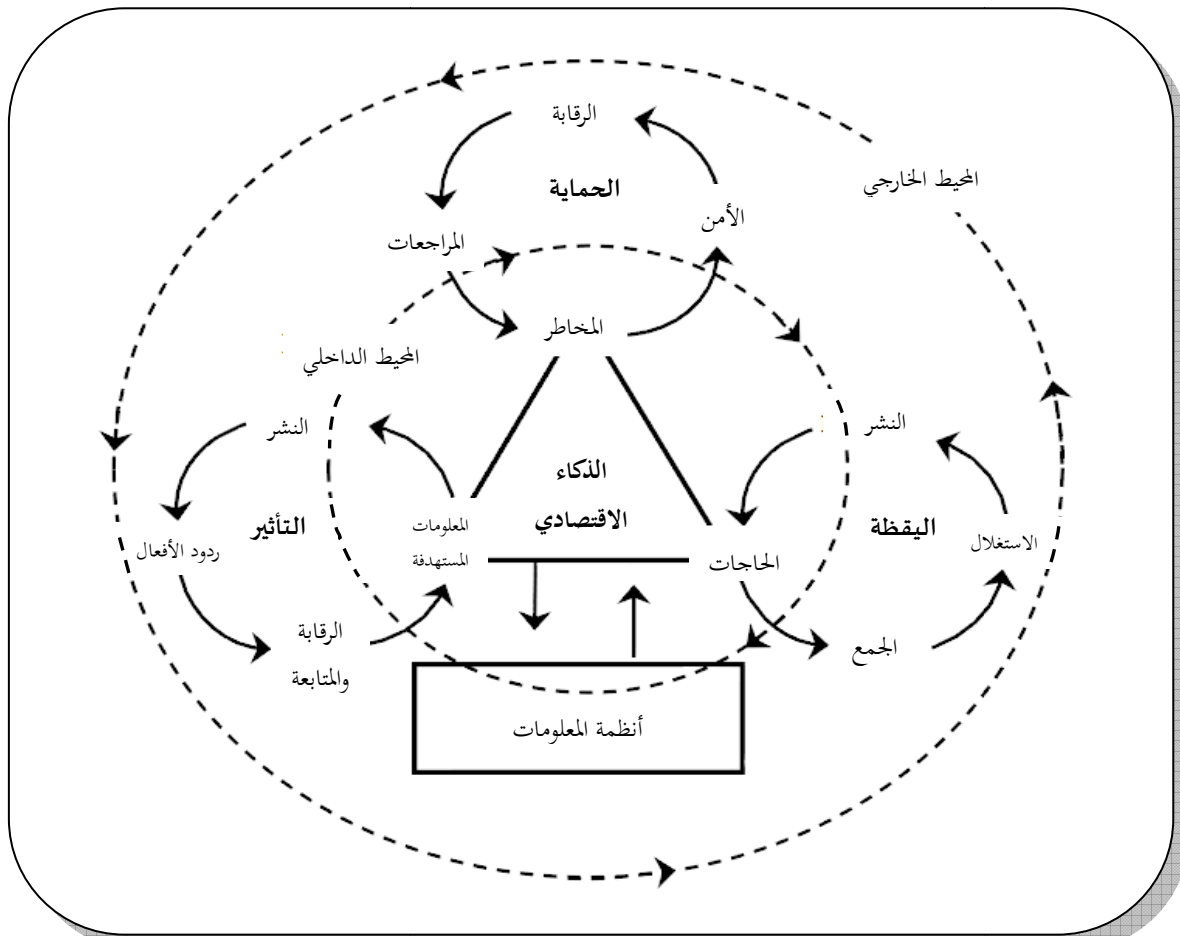 الرقابة
المحيط الخارجي
الحماية
الأمن
المراجعات
المخاطر
المحيط الداخلي
النشر
النشر
الذكاء
الاقتصادي
اليقظة
التأثير
المعلومات
المستهدفة
الاستغلال
ردود الأفعال
الحاجات
الجمع
الرقابة
والمتابعة
أنظمة المعلومات